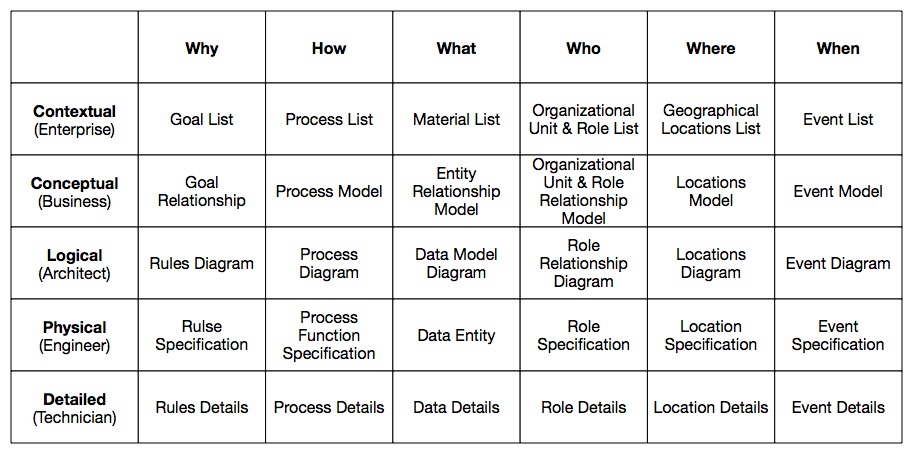 Why How What Who Where When
Contextual
(Enterprise)
Goal List
Process List
Material List
Organizational
Unit & Role List
Geographical
Locations List
Event List
Conceptual
(Business)
Goal
Relationship
Process Model
Entity
Relationship
Model
Organizational
Unit & Role
Relationship
Model
Locations
Model
Event Model
Logical
(Architect)
Rules Diagram
Process
Diagram
Data Model
Diagram
Role
Relationship
Diagram
Locations
Diagram
Event Diagram
Physical
(Engineer)
Rulse
Specification
Process
Function
Specification
Data Entity
Role
Specification
Location
Specification
Event
Specification
Detailed
(Technician)
Rules Details
Process Details
Data Details
Role Details
Location Details
Event Details